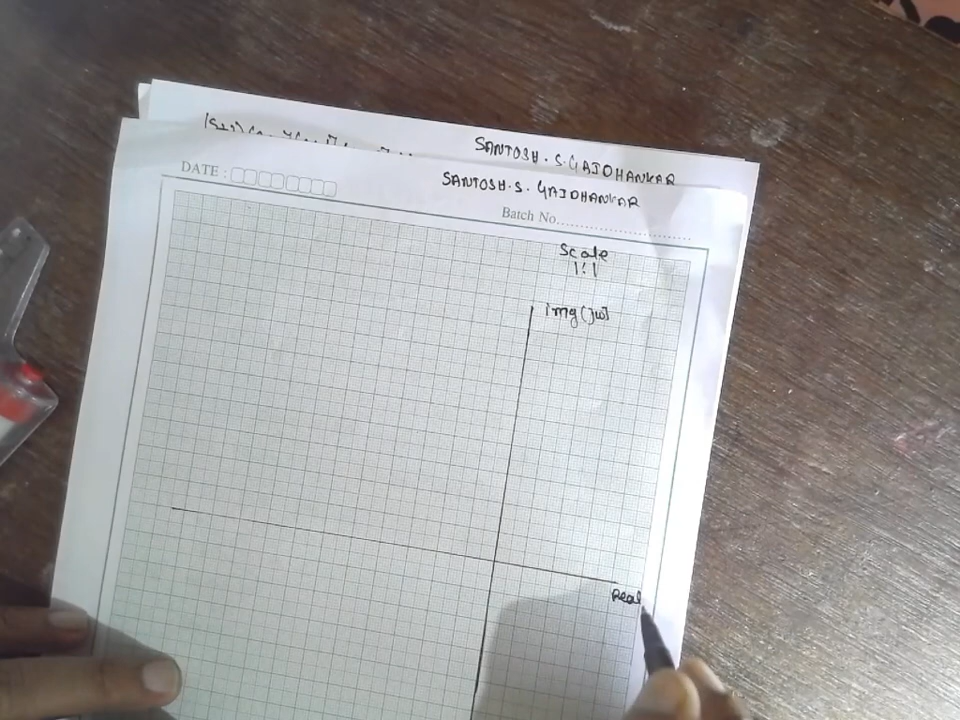 SANTOSH. S. GAJDHANKAR
DATE :
SANTOSH. S. GAJDHANKAR
Batch No.
Scale
1:1
img(jω)
Real